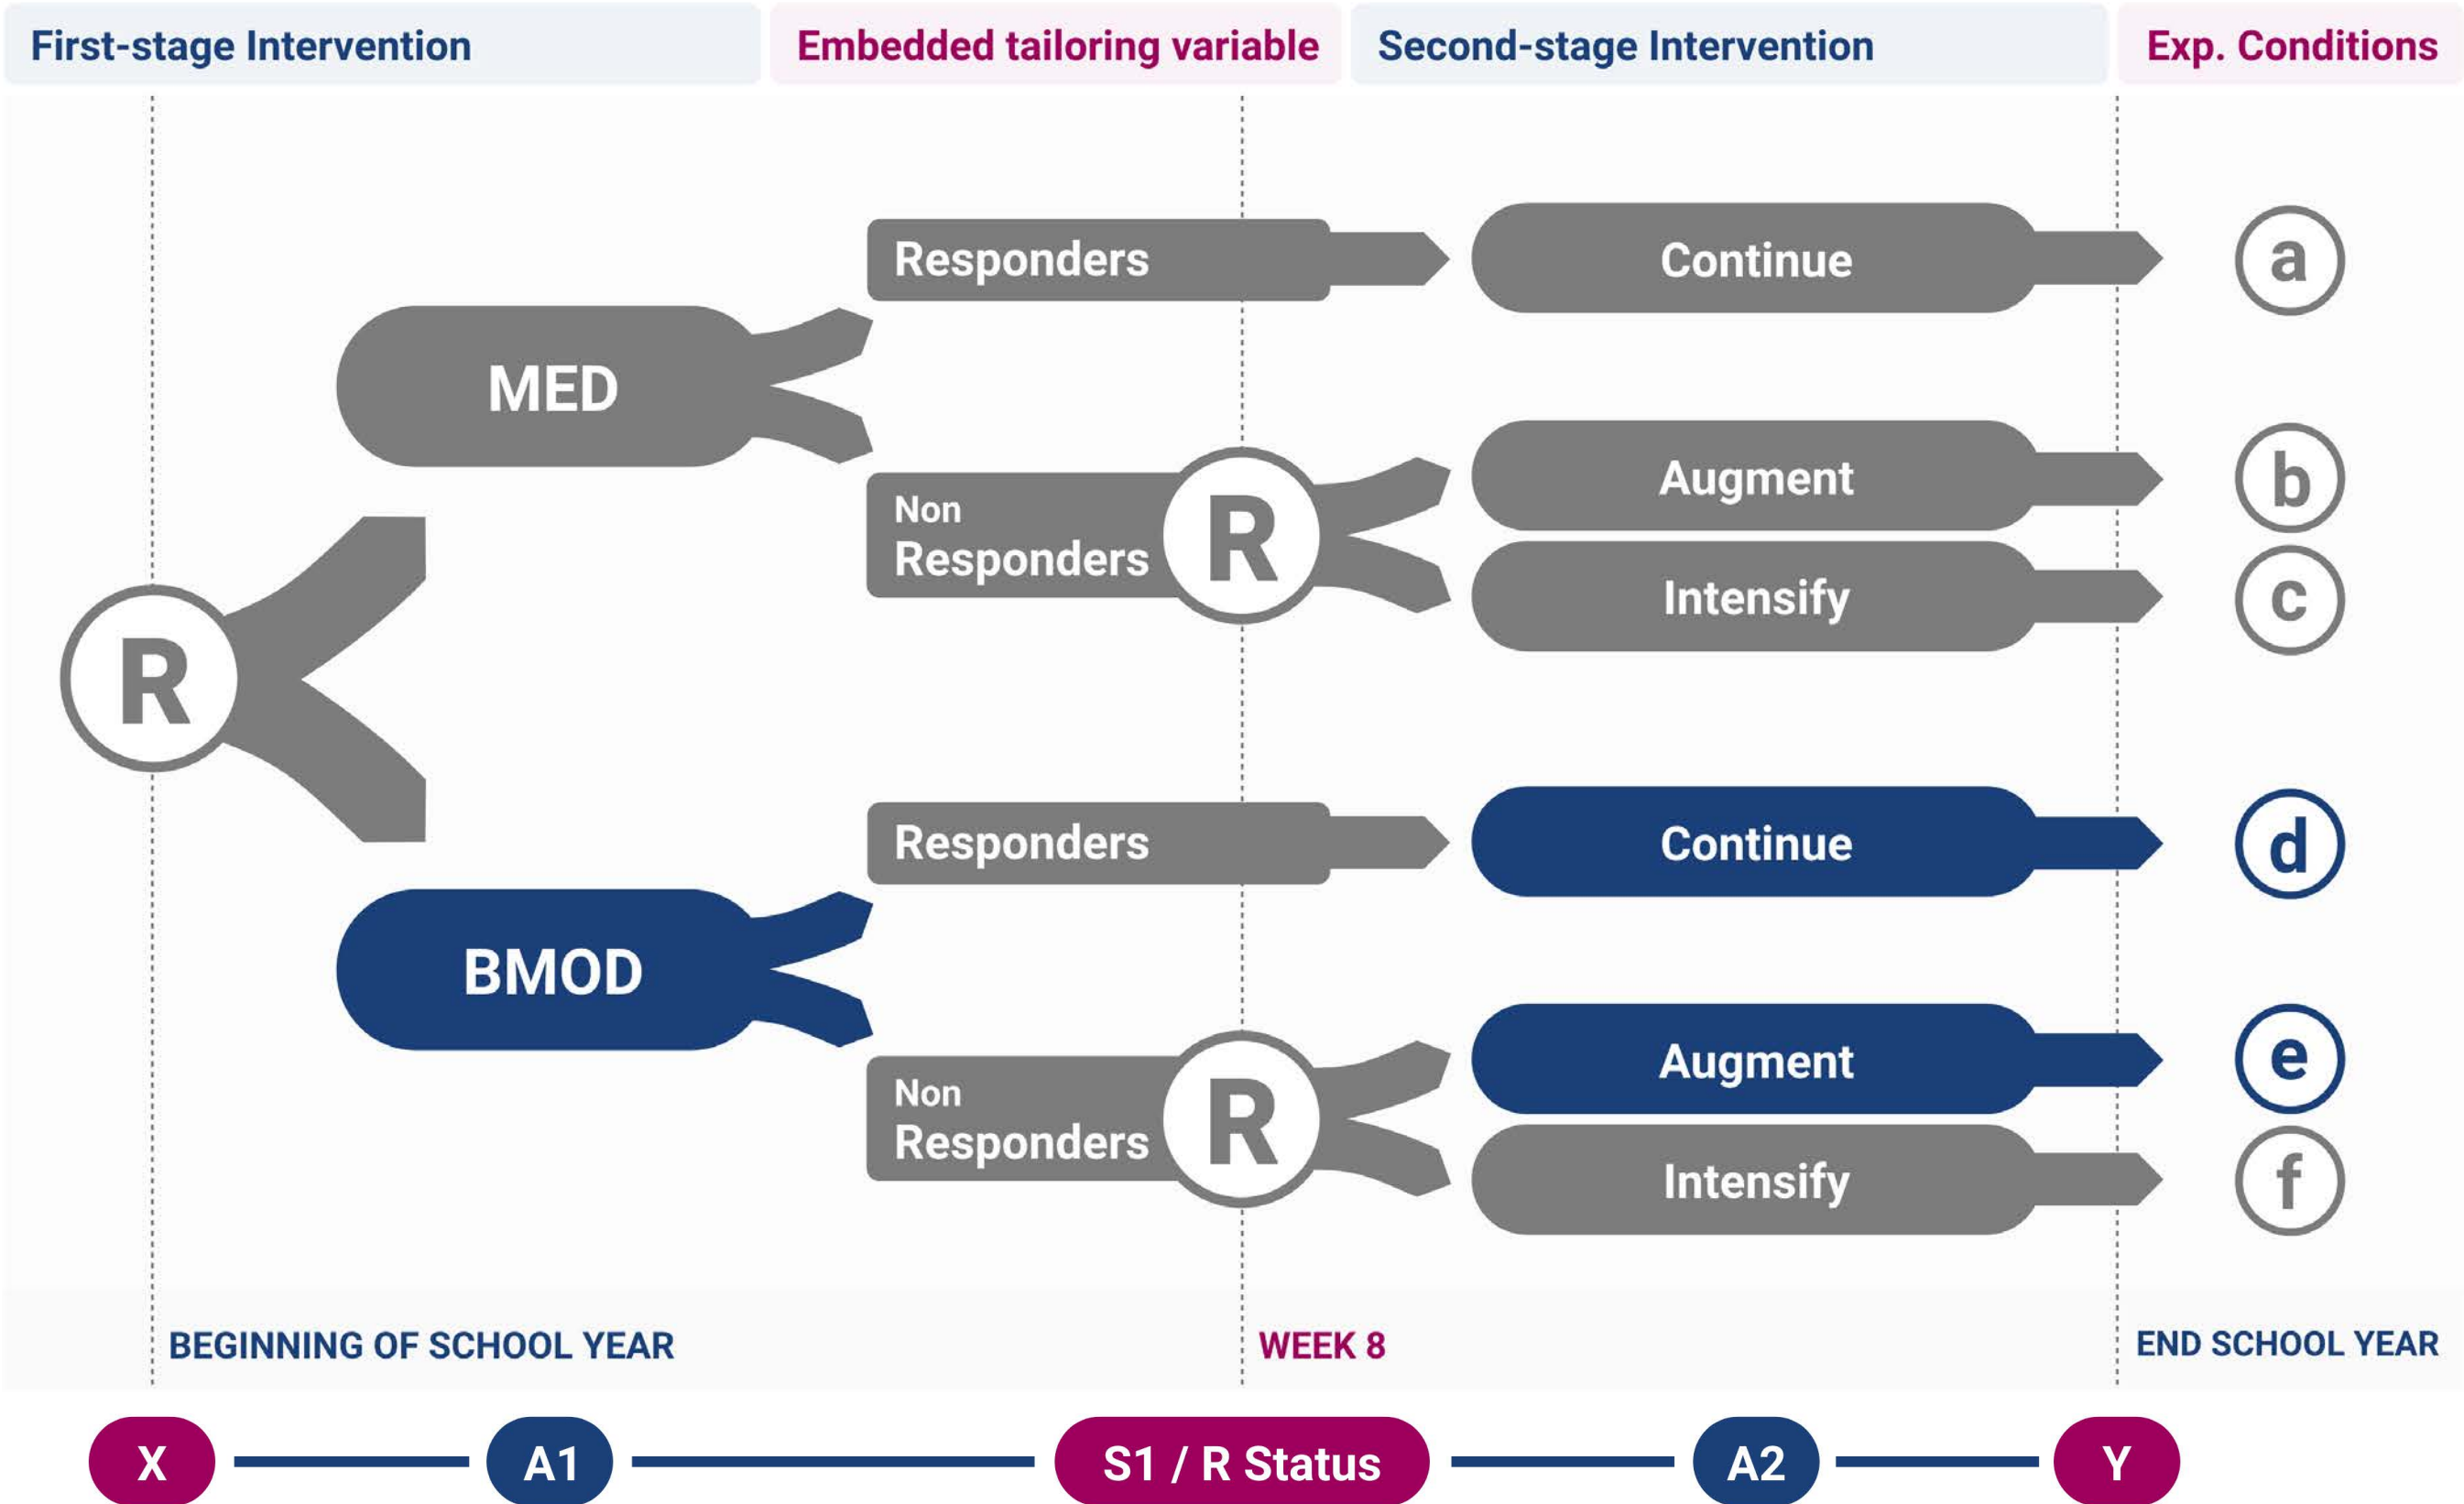 First-stage Intervention
Embedded tailoring variable
Second-stage Intervention
Exp. Conditions
Responders
Continue
a
MED
Non
Responders
R
Augment
b
Intensify
c
R
Responders
Continue
d
BMOD
Non
Responders
R
Augment
e
Intensify
f
BEGINNING OF SCHOOL YEAR
WEEK 8
END SCHOOL YEAR
X
A1
S1 / R Status
A2
Y